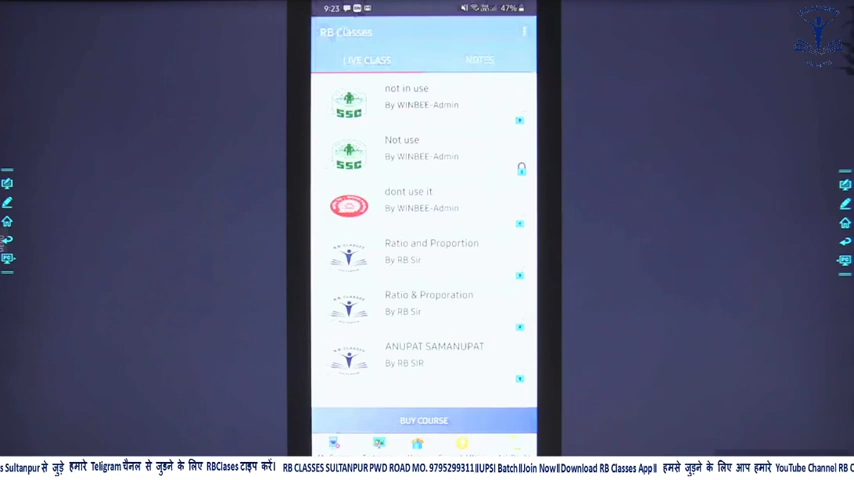 9:23
47%
RB Classes
LIVE CLASS
NOTES
not in use
By WINBEE-Admin
SSC
Not use
By WINBEE-Admin
SSC
dont use it
By WINBEE-Admin
Ratio and Proportion
By RB Sir
Ratio & Proporation
By RB Sir
ANUPAT SAMANUPAT
By RB SIR
BUY COURSE
s Sultanpur से जुड़े हमारे Teligram चैनल से जुडने के लिए RBClases टाइप करें। RB CLASSES SULTANPUR PWD ROAD MO. 9795299311॥UPSI Batch॥Join Now॥Download RB Classes App॥ हमसे जुड़ने के लिए आप हमारे YouTube Channel RB C